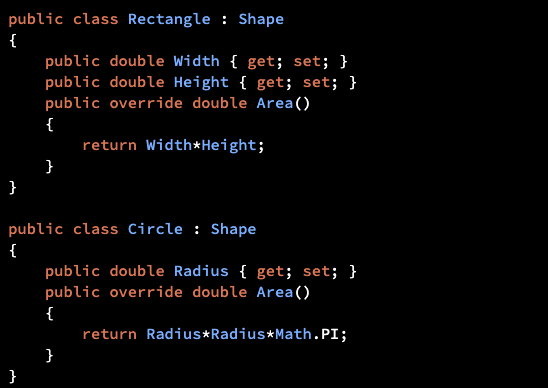 public class Rectangle : Shape
{
    public double Width { get; set; }
    public double Height { get; set; }
    public override double Area()
    {
        return Width*Height;
    }
}

public class Circle : Shape
{
    public double Radius { get; set; }
    public override double Area()
    {
        return Radius*Radius*Math.PI;
    }
}